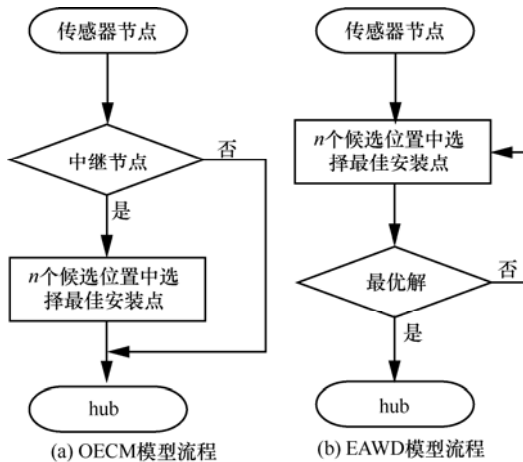 传感器节点
中继节点
否
是
n个候选位置中选
择最佳安装点
hub
(a) OECM模型流程
传感器节点
n个候选位置中选
择最佳安装点
最优解
否
是
hub
(b) EAWD模型流程